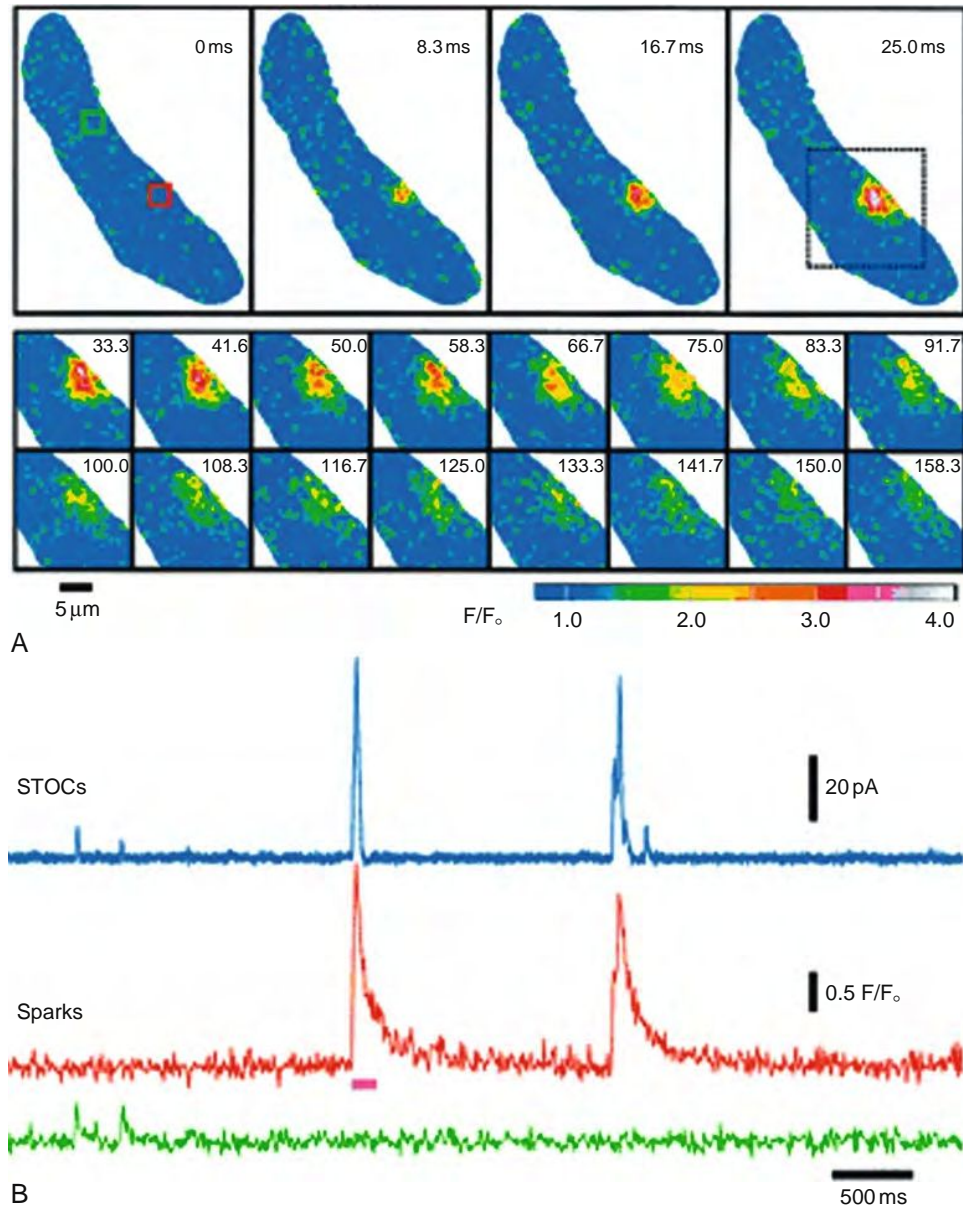 0 ms 8.3 ms 16.7 ms 25.0 ms
33.3 41.6 50.0 58.3 66.7 75.0 83.3 91.7
100.0 108.3 116.7 125.0 133.3 141.7 150.0 158.3
5 µm
F/F₀ 1.0 2.0 3.0 4.0
A
STOCs
20 pA
Sparks
0.5 F/F₀
B
500 ms